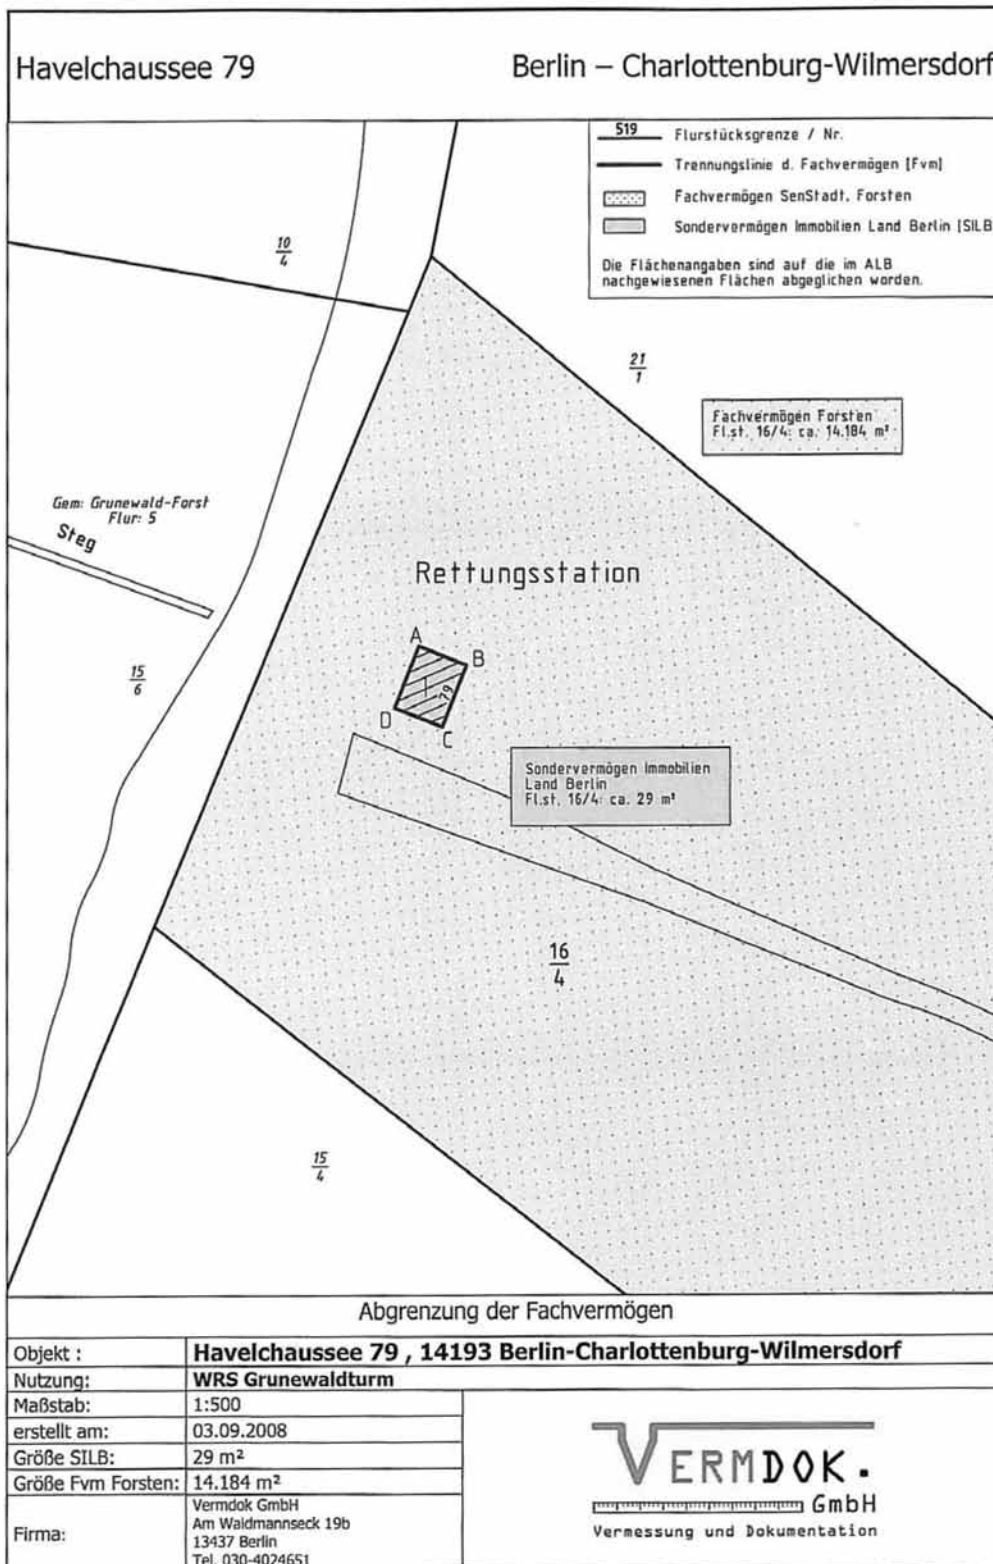 Havelchaussee 79
Berlin – Charlottenburg-Wilmersdorf
519 Flurstücksgrenze / Nr.
Trennungslinie d. Fachvermögen [Fvm]
Fachvermögen SenStadt. Forsten
Sondervermögen Immobilien Land Berlin [SILB
Die Flächenangaben sind auf die im ALB
nachgewiesenen Flächen abgeglichen worden.
10
4
21
1
Fachvermögen Forsten
Fl.st. 16/4: ca. 14.184 m²
Gem: Grunewald-Forst
Flur: 5
Steg
Rettungsstation
A
B
15
6
I
79
D
C
Sondervermögen Immobilien
Land Berlin
Fl.st. 16/4: ca. 29 m²
16
4
15
4
Abgrenzung der Fachvermögen
Objekt : Havelchaussee 79 , 14193 Berlin-Charlottenburg-Wilmersdorf
Nutzung: WRS Grunewaldturm
Maßstab: 1:500
erstellt am: 03.09.2008
Größe SILB: 29 m²
Größe Fvm Forsten: 14.184 m²
Firma:
Vermdok GmbH
Am Waidmannseck 19b
13437 Berlin
Tel. 030-4024651
VERMDOK.
GmbH
Vermessung und Dokumentation